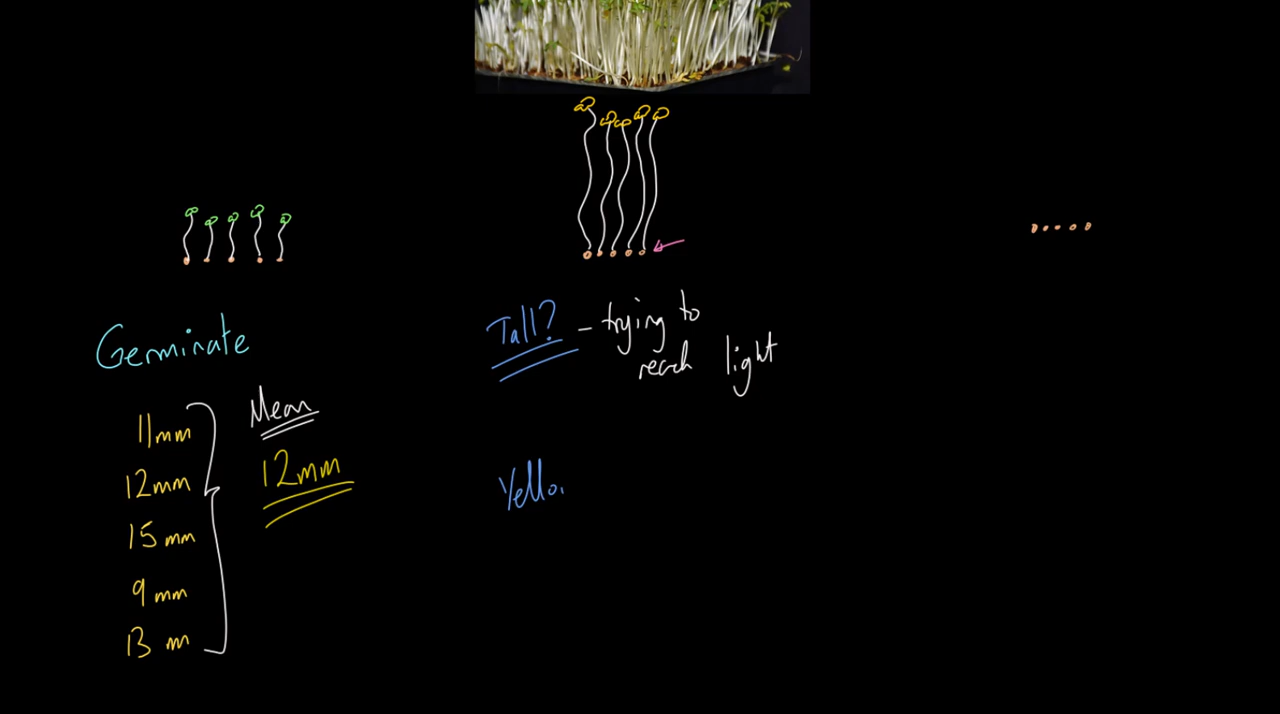 Germinate
11mm
12mm
15 mm
9 mm
13 m
Mean
12mm
Tall? - trying to
reach light
Yello